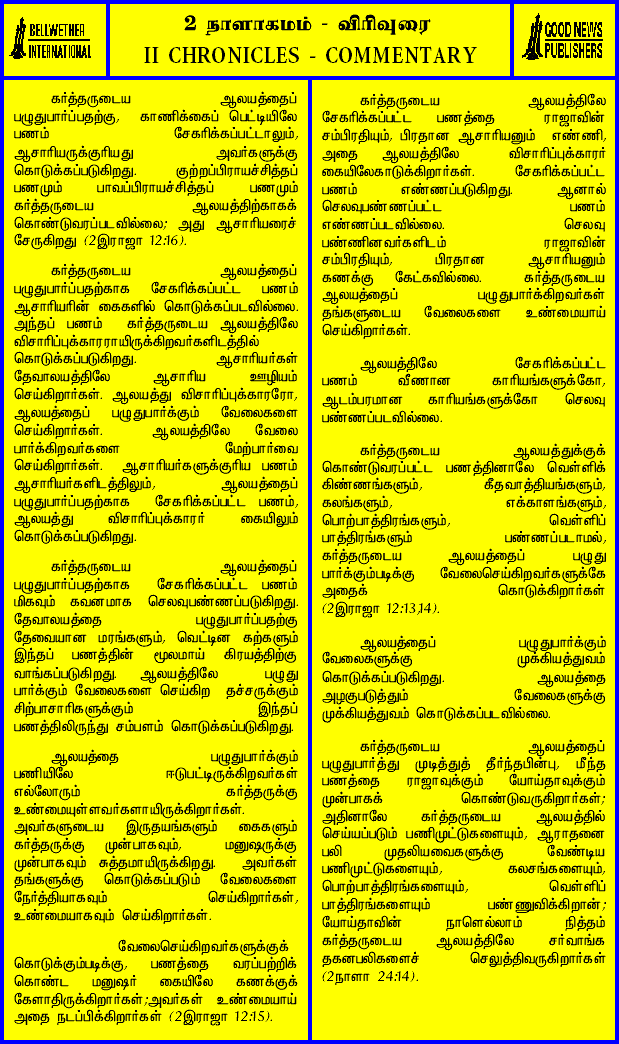 BELLWETHER
INTERNATIONAL
2 நாளாகமம் - விரிவுரை
II CHRONICLES - COMMENTARY
GOOD NEWS
PUBLISHERS
கர்த்தருடைய ஆலயத்தைப்
பழுதுபார்ப்பதற்கு, காணிக்கைப் பெட்டியிலே
பணம் சேகரிக்கப்பட்டாலும்,
ஆசாரியருக்குரியது அவர்களுக்கு
கொடுக்கப்படுகிறது. குற்றப்பிராயச்சித்தப்
பணமும் பாவப்பிராயச்சித்தப் பணமும்
கர்த்தருடைய ஆலயத்திற்காகக்
கொண்டுவரப்படவில்லை; அது ஆசாரியரைச்
சேருகிறது (2இராஜா 12:16).
கர்த்தருடைய ஆலயத்தைப்
பழுதுபார்ப்பதற்காக சேகரிக்கப்பட்ட பணம்
ஆசாரியரின் கைகளில் கொடுக்கப்படவில்லை.
அந்தப் பணம் கர்த்தருடைய ஆலயத்திலே
விசாரிப்புக்காரராயிருக்கிறவர்களிடத்தில்
கொடுக்கப்படுகிறது. ஆசாரியர்கள்
தேவாலயத்திலே ஆசாரிய ஊழியம்
செய்கிறார்கள். ஆலயத்து விசாரிப்புக்காரரோ,
ஆலயத்தைப் பழுதுபார்க்கும் வேலைகளை
செய்கிறார்கள். ஆலயத்திலே வேலை
பார்க்கிறவர்களை மேற்பார்வை
செய்கிறார்கள். ஆசாரியர்களுக்குரிய பணம்
ஆசாரியர்களிடத்திலும், ஆலயத்தைப்
பழுதுபார்ப்பதற்காக சேகரிக்கப்பட்ட பணம்,
ஆலயத்து விசாரிப்புக்காரர் கையிலும்
கொடுக்கப்படுகிறது.
கர்த்தருடைய ஆலயத்தைப்
பழுதுபார்ப்பதற்காக சேகரிக்கப்பட்ட பணம்
மிகவும் கவனமாக செலவுபண்ணப்படுகிறது.
தேவாலயத்தை பழுதுபார்ப்பதற்கு
தேவையான மரங்களும், வெட்டின கற்களும்
இந்தப் பணத்தின் மூலமாய் கிரயத்திற்கு
வாங்கப்படுகிறது. ஆலயத்திலே பழுது
பார்க்கும் வேலைகளை செய்கிற தச்சருக்கும்
சிற்பாசாரிகளுக்கும் இந்தப்
பணத்திலிருந்து சம்பளம் கொடுக்கப்படுகிறது.
ஆலயத்தை பழுதுபார்க்கும்
பணியிலே ஈடுபட்டிருக்கிறவர்கள்
எல்லோரும் கர்த்தருக்கு
உண்மையுள்ளவர்களாயிருக்கிறார்கள்.
அவர்களுடைய இருதயங்களும் கைகளும்
கர்த்தருக்கு முன்பாகவும், மனுஷருக்கு
முன்பாகவும் சுத்தமாயிருக்கிறது. அவர்கள்
தங்களுக்கு கொடுக்கப்படும் வேலைகளை
நேர்த்தியாகவும் செய்கிறார்கள்,
உண்மையாகவும் செய்கிறார்கள்.
வேலைசெய்கிறவர்களுக்குக்
கொடுக்கும்படிக்கு, பணத்தை வரப்பற்றிக்
கொண்ட மனுஷர் கையிலே கணக்குக்
கேளாதிருக்கிறார்கள்;அவர்கள் உண்மையாய்
அதை நடப்பிக்கிறார்கள் (2இராஜா 12:15).
கர்த்தருடைய ஆலயத்திலே
சேகரிக்கப்பட்ட பணத்தை ராஜாவின்
சம்பிரதியும், பிரதான ஆசாரியனும் எண்ணி,
அதை ஆலயத்திலே விசாரிப்புக்காரர்
கையிலேகாடுக்கிறார்கள். சேகரிக்கப்பட்ட
பணம் எண்ணப்படுகிறது. ஆனால்
செலவுபண்ணப்பட்ட பணம்
எண்ணப்படவில்லை. செலவு
பண்ணினவர்களிடம் ராஜாவின்
சம்பிரதியும், பிரதான ஆசாரியனும்
கணக்கு கேட்கவில்லை. கர்த்தருடைய
ஆலயத்தைப் பழுதுபார்க்கிறவர்கள்
தங்களுடைய வேலைகளை உண்மையாய்
செய்கிறார்கள்.
ஆலயத்திலே சேகரிக்கப்பட்ட
பணம் வீணான காரியங்களுக்கோ,
ஆடம்பரமான காரியங்களுக்கோ செலவு
பண்ணப்படவில்லை.
கர்த்தருடைய ஆலயத்துக்குக்
கொண்டுவரப்பட்ட பணத்தினாலே வெள்ளிக்
கிண்ணங்களும், கீதவாத்தியங்களும்,
கலங்களும், எக்காளங்களும்,
பொற்பாத்திரங்களும், வெள்ளிப்
பாத்திரங்களும் பண்ணப்படாமல்,
கர்த்தருடைய ஆலயத்தைப் பழுது
பார்க்கும்படிக்கு வேலைசெய்கிறவர்களுக்கே
அதைக் கொடுக்கிறார்கள்
(2இராஜா 12:13,14).
ஆலயத்தைப் பழுதுபார்க்கும்
வேலைகளுக்கு முக்கியத்துவம்
கொடுக்கப்படுகிறது. ஆலயத்தை
அழகுபடுத்தும் வேலைகளுக்கு
முக்கியத்துவம் கொடுக்கப்படவில்லை.
கர்த்தருடைய ஆலயத்தைப்
பழுதுபார்த்து முடித்துத் தீர்ந்தபின்பு, மீந்த
பணத்தை ராஜாவுக்கும் யோய்தாவுக்கும்
முன்பாகக் கொண்டுவருகிறார்கள்;
அதினாலே கர்த்தருடைய ஆலயத்தில்
செய்யப்படும் பணிமுட்டுகளையும், ஆராதனை
பலி முதலியவைகளுக்கு வேண்டிய
பணிமுட்டுகளையும், கலசங்களையும்,
பொற்பாத்திரங்களையும், வெள்ளிப்
பாத்திரங்களையும் பண்ணுவிக்கிறான்;
யோய்தாவின் நாளெல்லாம் நித்தம்
கர்த்தருடைய ஆலயத்திலே சர்வாங்க
தகனபலிகளைச் செலுத்திவருகிறார்கள்
(2நாளா 24:14).